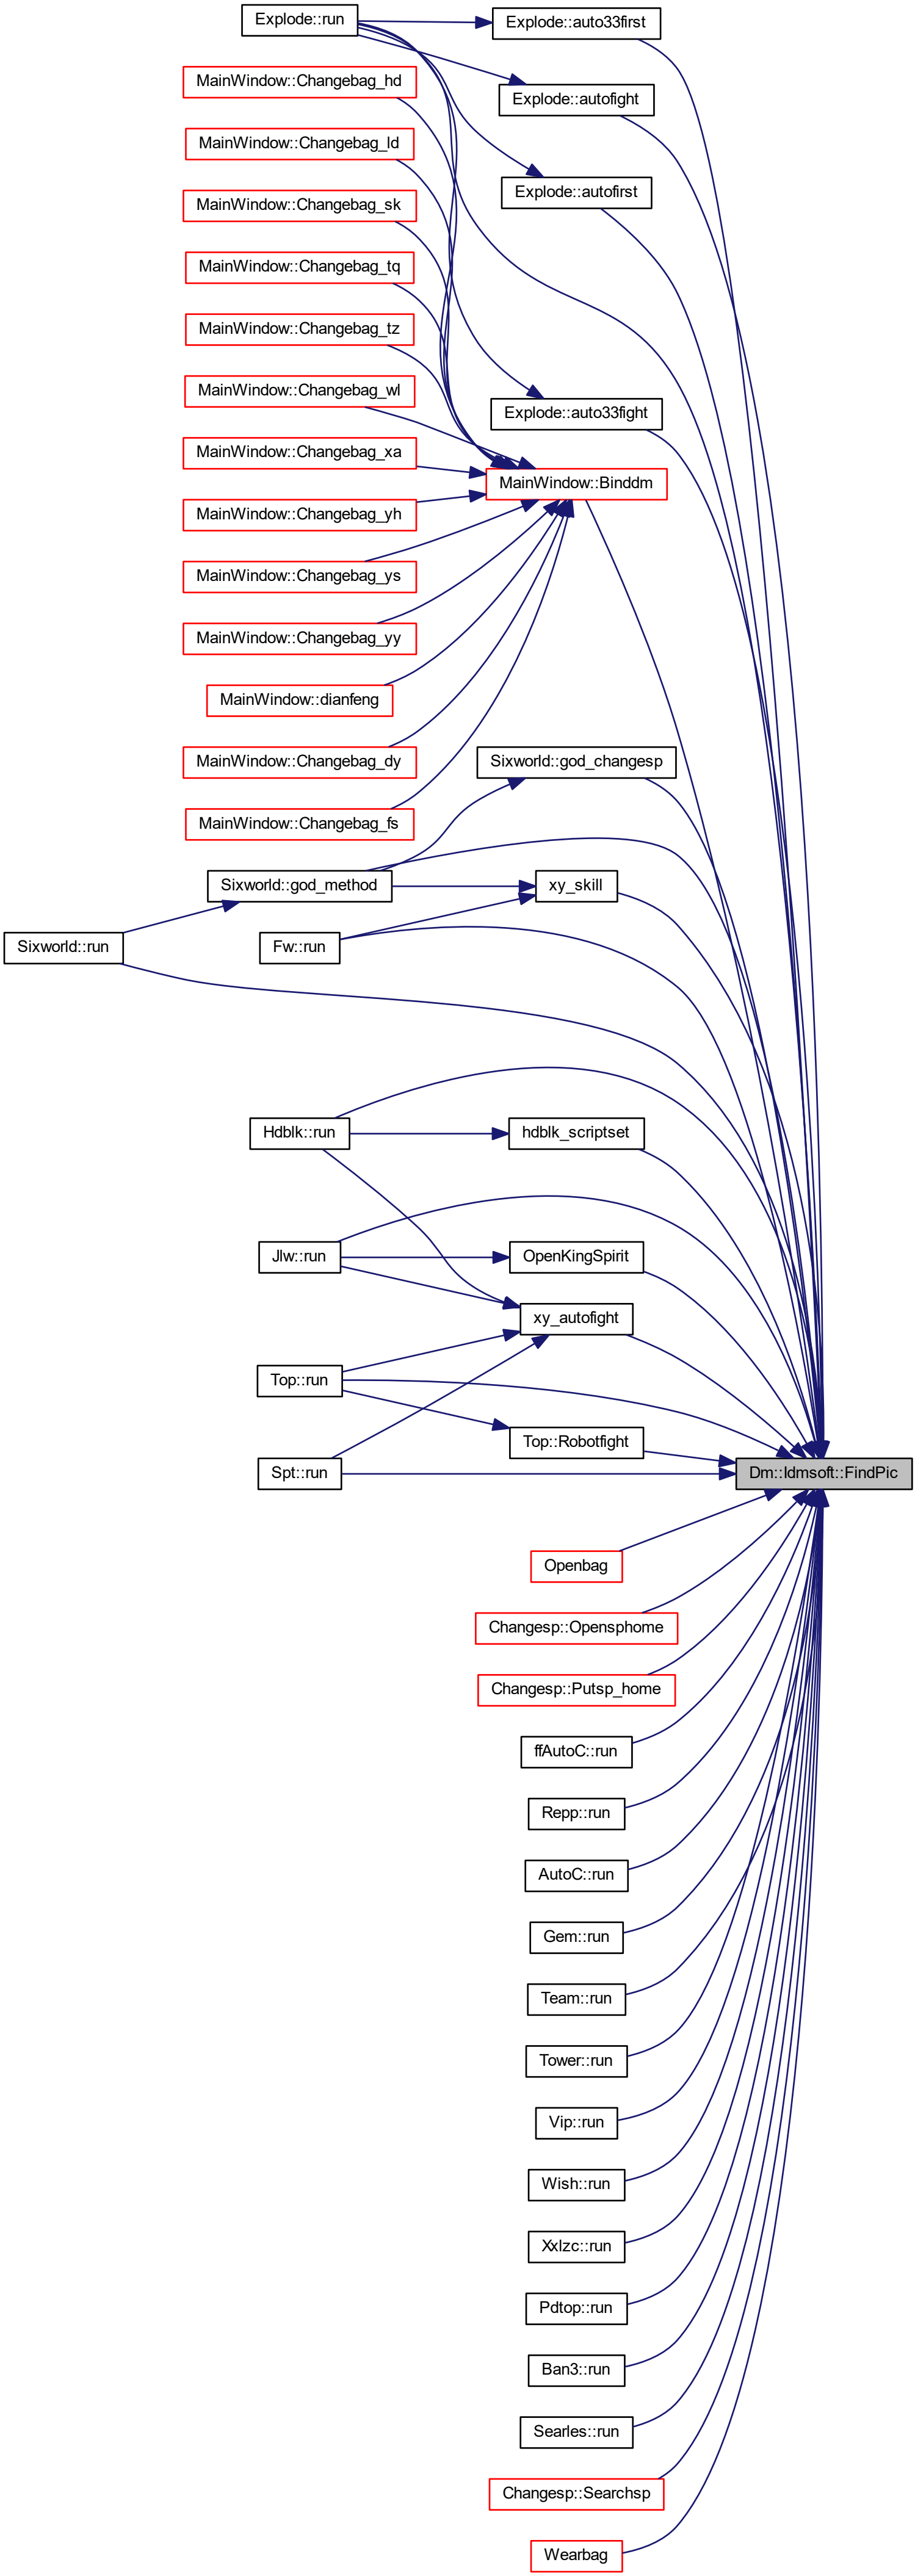 Explode::run
Explode::auto33first
MainWindow::Changebag_hd
Explode::autofight
MainWindow::Changebag_ld
Explode::autofirst
MainWindow::Changebag_sk
MainWindow::Changebag_tq
MainWindow::Changebag_tz
MainWindow::Changebag_wl
Explode::auto33fight
MainWindow::Changebag_xa
MainWindow::Binddm
MainWindow::Changebag_yh
MainWindow::Changebag_ys
MainWindow::Changebag_yy
MainWindow::dianfeng
MainWindow::Changebag_dy
Sixworld::god_changesp
MainWindow::Changebag_fs
Sixworld::god_method
xy_skill
Sixworld::run
Fw::run
Hdblk::run
hdblk_scriptset
Jlw::run
OpenKingSpirit
xy_autofight
Top::run
Top::Robotfight
Spt::run
Dm::Idmsoft::FindPic
Openbag
Changesp::Opensphome
Changesp::Putsp_home
ffAutoC::run
Repp::run
AutoC::run
Gem::run
Team::run
Tower::run
Vip::run
Wish::run
Xxlzc::run
Pdtop::run
Ban3::run
Searles::run
Changesp::Searchsp
Wearbag